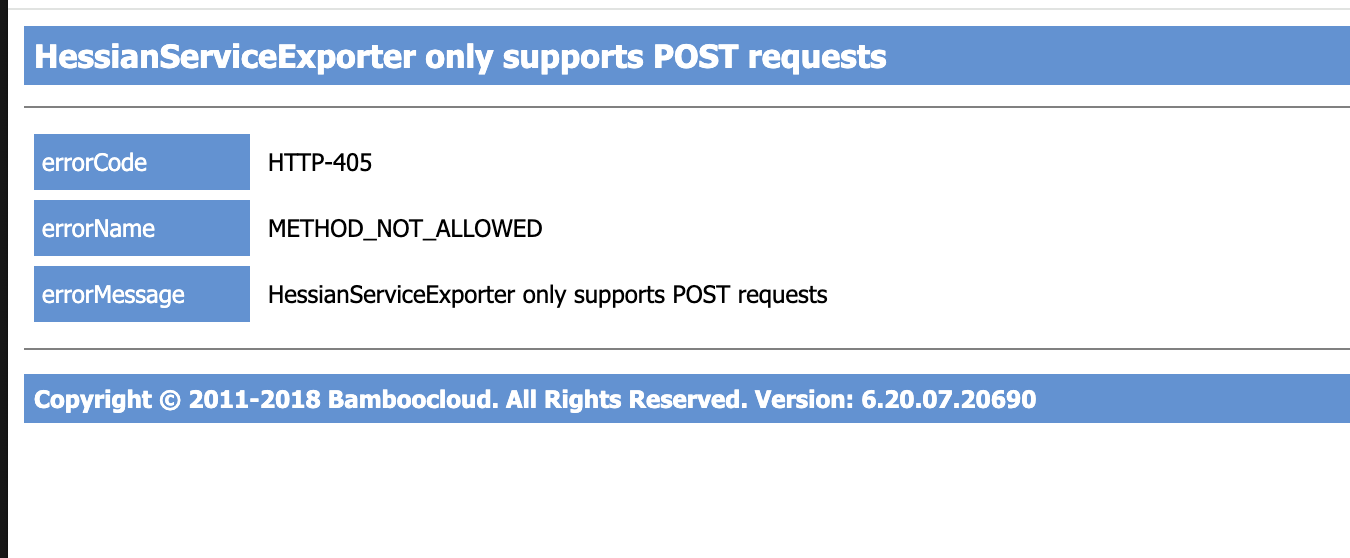 HessianServiceExporter only supports POST requests
errorCode HTTP-405
errorName METHOD_NOT_ALLOWED
errorMessage HessianServiceExporter only supports POST requests
Copyright © 2011-2018 Bamboocloud. All Rights Reserved. Version: 6.20.07.20690